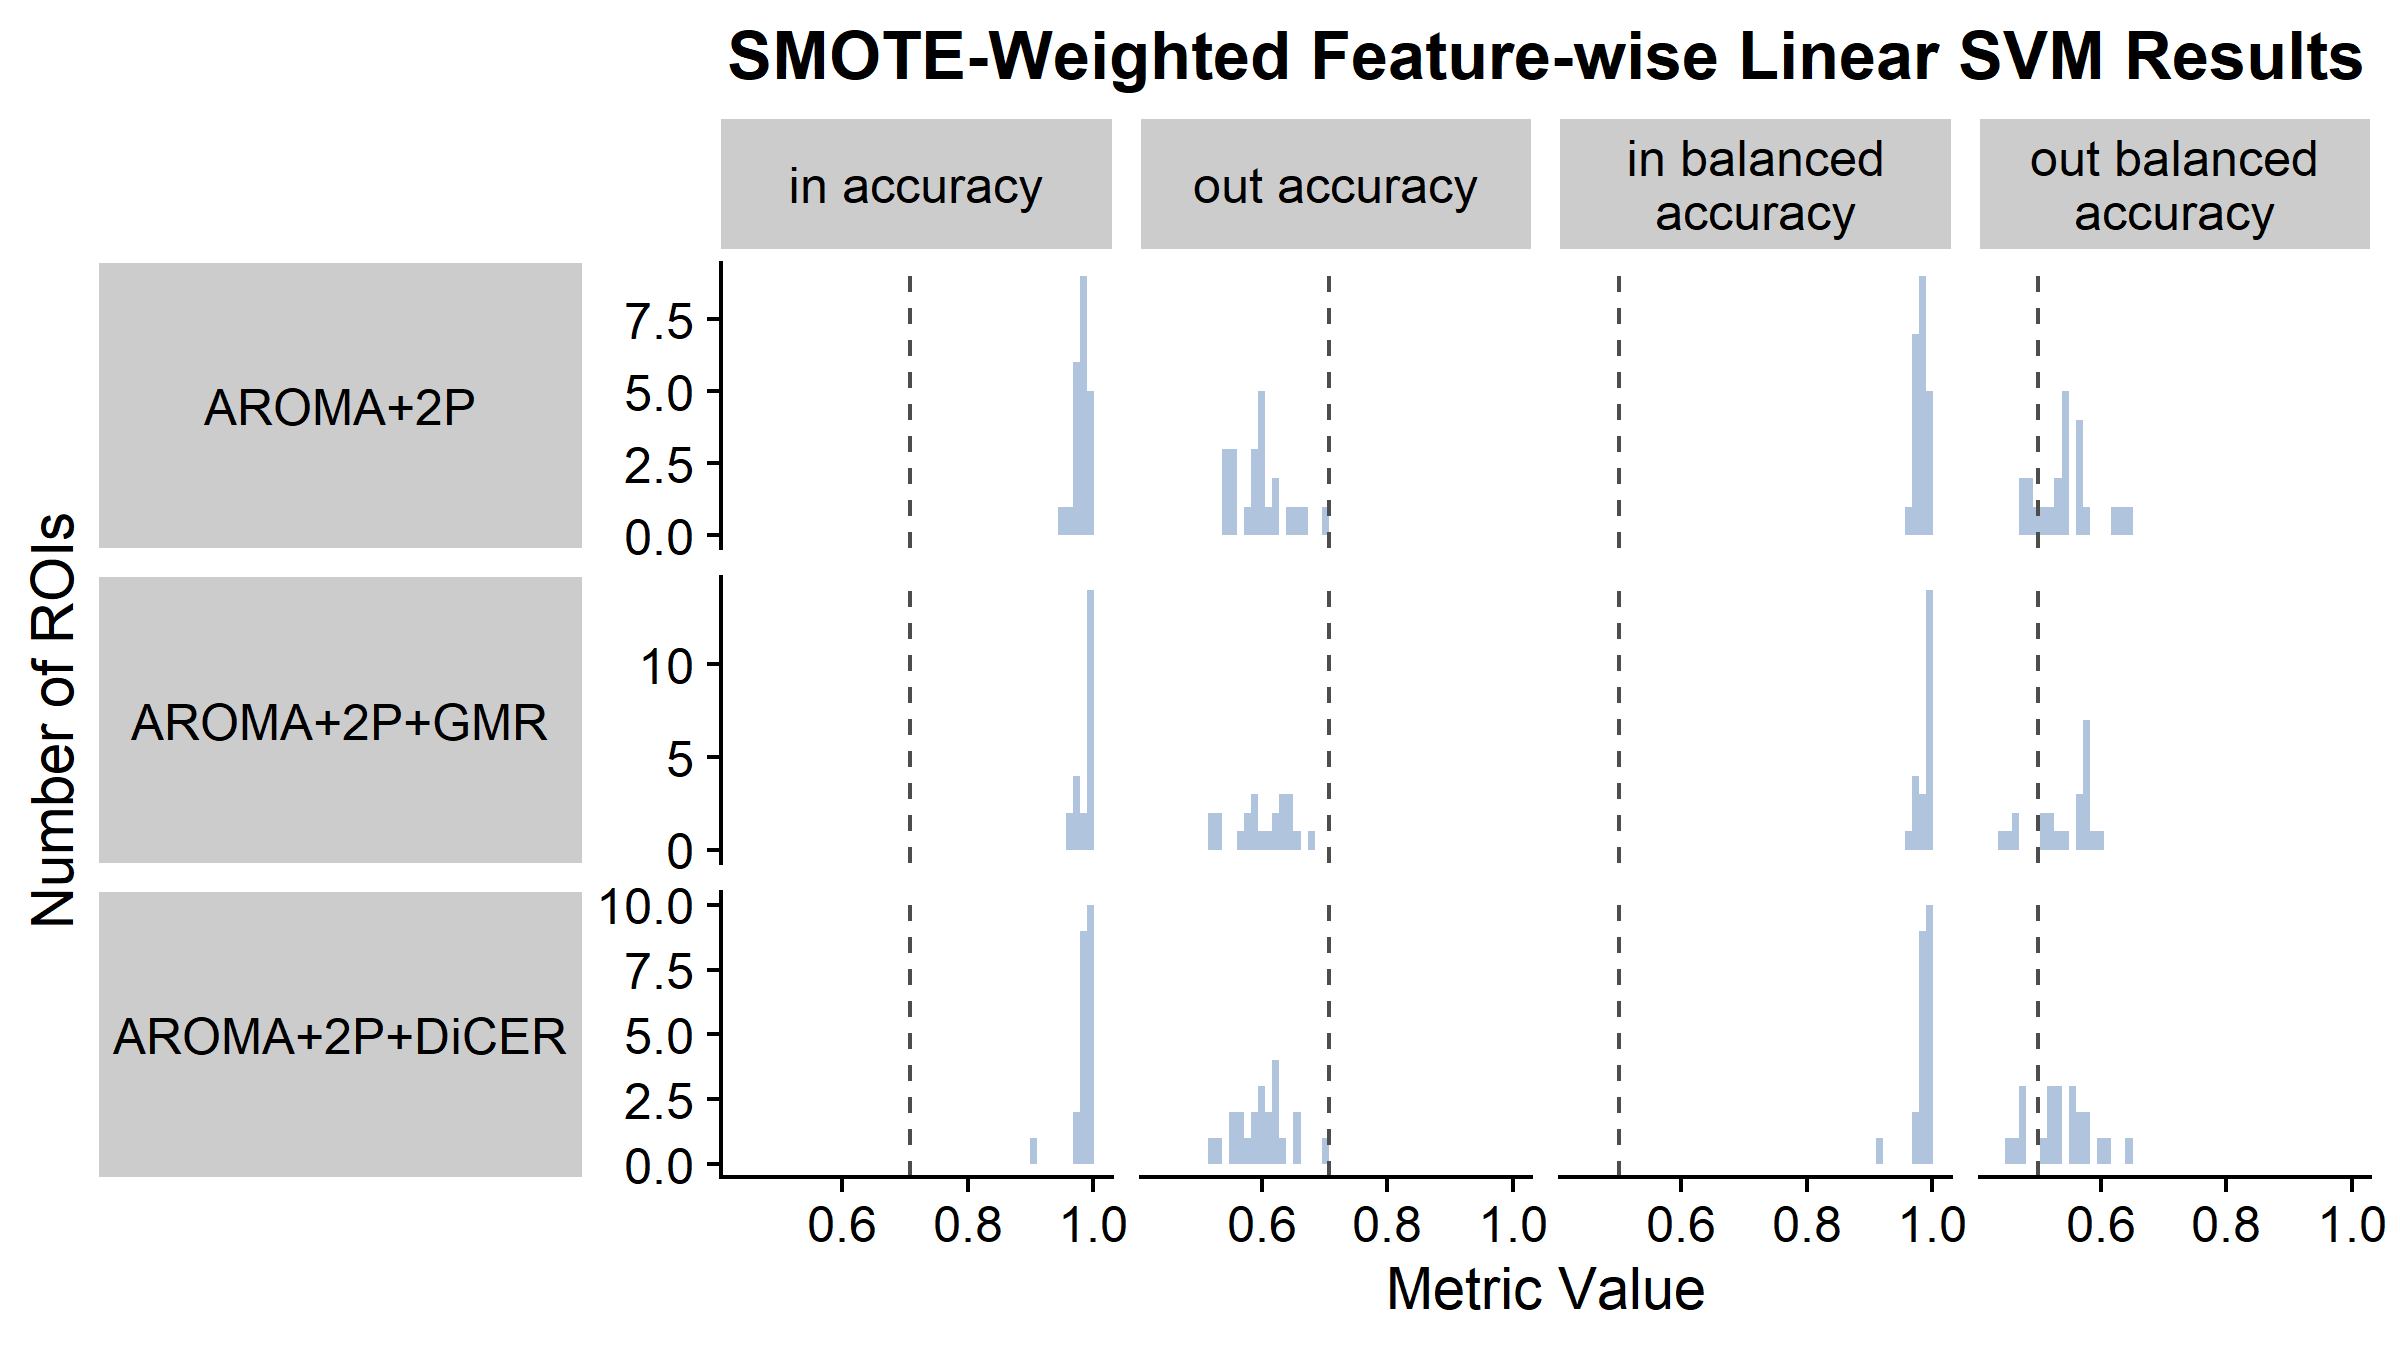 SMOTE-Weighted Feature-wise Linear SVM Results
in accuracy
out accuracy
in balanced
accuracy
out balanced
accuracy
Number of ROIs
AROMA+2P
7.5
5.0
2.5
0.0
AROMA+2P+GMR
10
5
0
AROMA+2P+DiCER
10.0
7.5
5.0
2.5
0.0
0.6 0.8 1.0
0.6 0.8 1.0
0.6 0.8 1.0
0.6 0.8 1.0
Metric Value